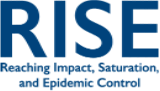 RISE
Reaching Impact, Saturation,
and Epidemic Control